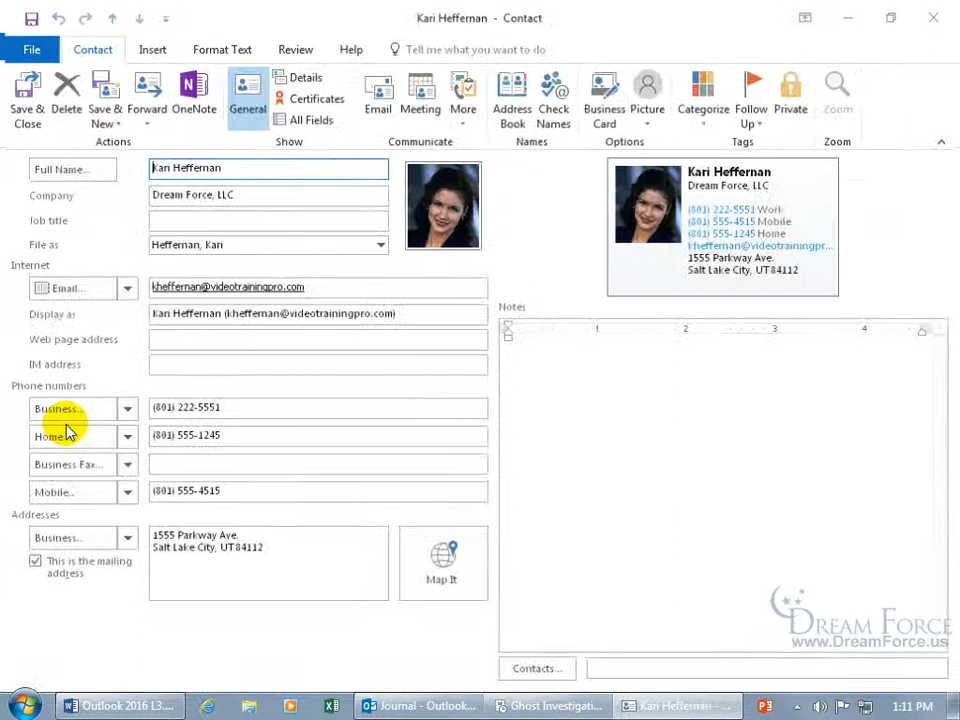 Kari Heffernan - Contact
File Contact Insert Format Text Review Help Tell me what you want to do
Save & Close Delete Save & New Forward OneNote General Details Certificates All Fields Email Meeting More Address Book Check Names Business Card Picture Categorize Follow Up Private Zoom
Actions Show Communicate Names Options Tags Zoom
Full Name... Kari Heffernan
Company Dream Force, LLC
Job title
File as Heffernan, Kari
Internet
Email... kheffernan@videotrainingpro.com
Display as Kari Heffernan (kheffernan@videotrainingpro.com)
Web page address
IM address
Phone numbers
Business... (801) 222-5551
Home... (801) 555-1245
Business Fax...
Mobile... (801) 555-4515
Addresses
Business... 1555 Parkway Ave.
Salt Lake City, UT 84112
This is the mailing address
Map It
Kari Heffernan
Dream Force, LLC
(801) 222-5551 Work
(801) 555-4515 Mobile
(801) 555-1245 Home
kheffernan@videotrainingpr...
1555 Parkway Ave.
Salt Lake City, UT 84112
Notes
1 2 3 4
DREAM FORCE
www.DreamForce.us
Contacts...
Outlook 2016 L3.... Journal - Outlook... Ghost Investigati... Kari Heffernan - ... 1:11 PM